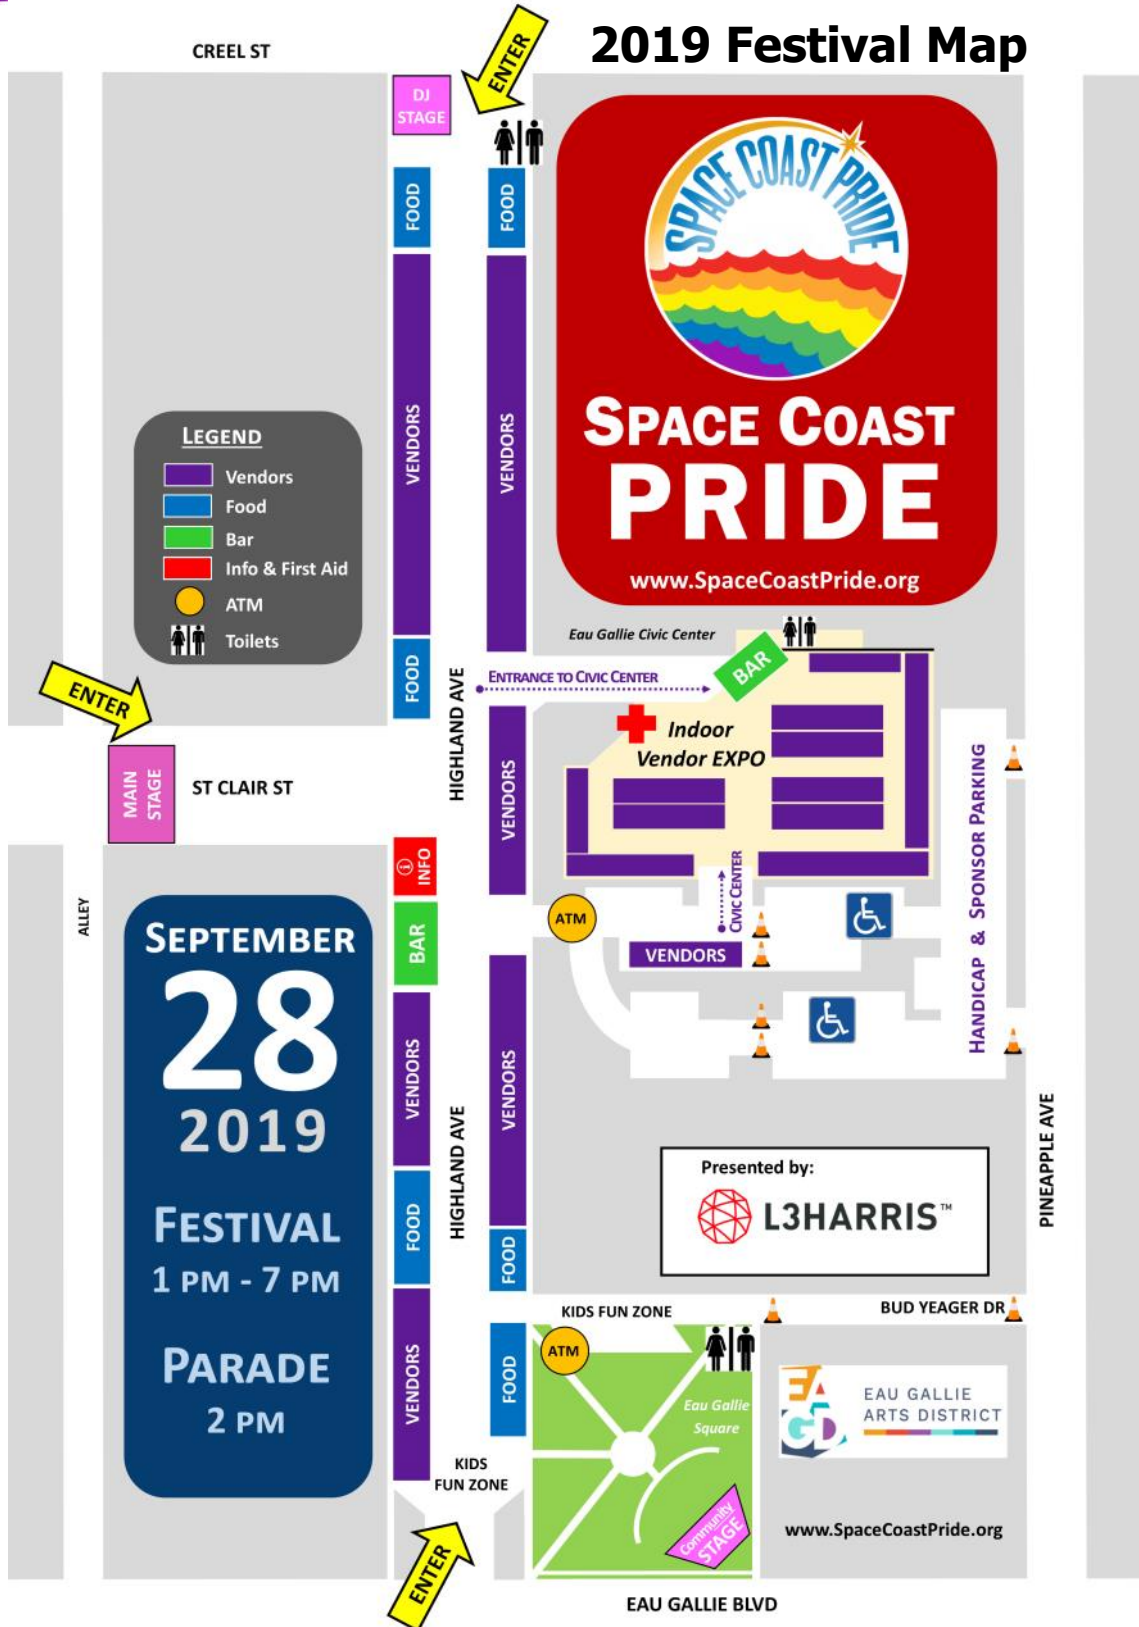 2019 Festival Map
CREEL ST
ENTER
DJ
STAGE
FOOD
FOOD
SPACE COAST PRIDE
SPACE COAST
PRIDE
www.SpaceCoastPride.org
VENDORS
VENDORS
LEGEND
Vendors
Food
Bar
Info & First Aid
ATM
Toilets
Eau Gallie Civic Center
BAR
ENTRANCE TO CIVIC CENTER
FOOD
HIGHLAND AVE
ENTER
Indoor
Vendor EXPO
MAIN
STAGE
ST CLAIR ST
VENDORS
HANDICAP & SPONSOR PARKING
i INFO
CIVIC CENTER
ALLEY
ATM
BAR
VENDORS
SEPTEMBER
28
2019
FESTIVAL
1 PM - 7 PM
PARADE
2 PM
VENDORS
VENDORS
HIGHLAND AVE
PINEAPPLE AVE
Presented by:
L3HARRIS™
FOOD
FOOD
KIDS FUN ZONE
BUD YEAGER DR
ATM
FOOD
VENDORS
Eau Gallie
Square
EAGD
EAU GALLIE
ARTS DISTRICT
KIDS
FUN ZONE
Community
STAGE
www.SpaceCoastPride.org
ENTER
EAU GALLIE BLVD